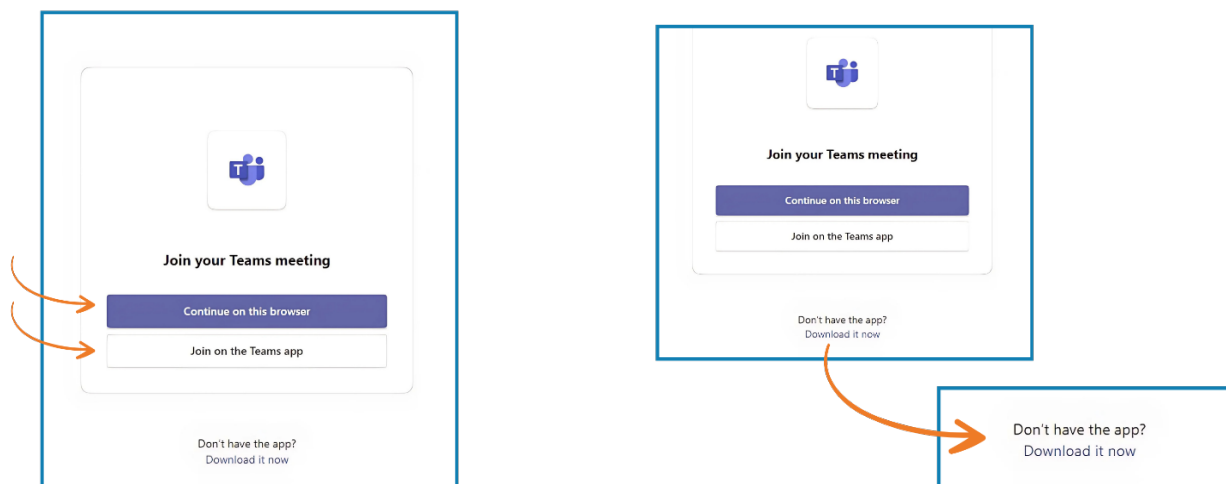 Join your Teams meeting
Continue on this browser
Join on the Teams app
Don't have the app?
Download it now
Join your Teams meeting
Continue on this browser
Join on the Teams app
Don't have the app?
Download it now
Don't have the app?
Download it now